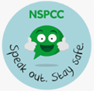 NSPCC
Speak out. Stay safe.